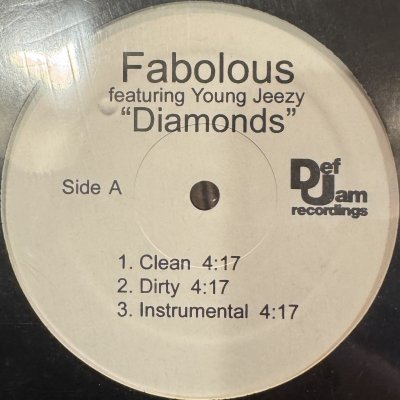 Fabolous
featuring Young Jeezy
“Diamonds”
Side A
Def
Jam
recordings
1. Clean 4:17
2. Dirty 4:17
3. Instrumental 4:17